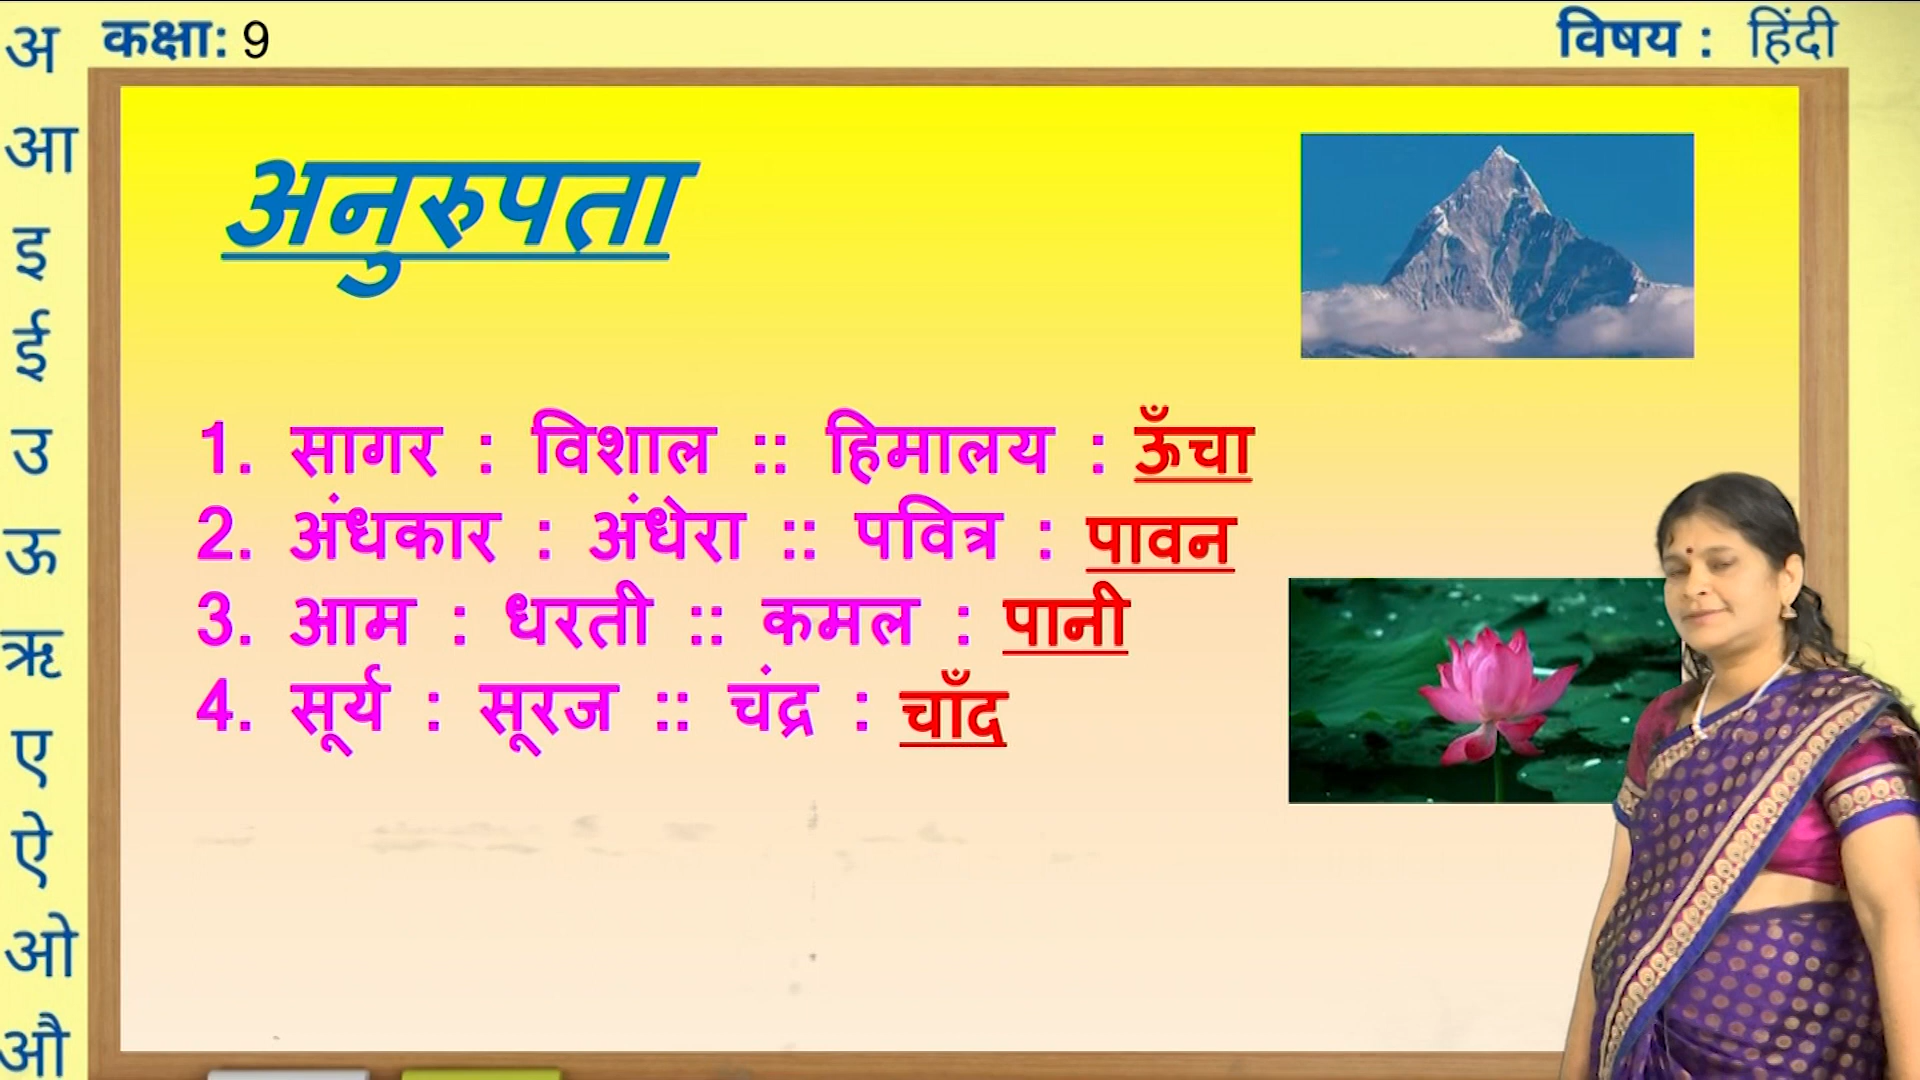 कक्षा: 9
विषय : हिंदी
अ
आ
इ
ई
उ
ऊ
ऋ
ए
ऐ
ओ
औ
अनुरुपता
1. सागर : विशाल :: हिमालय : ऊँचा
2. अंधकार : अंधेरा :: पवित्र : पावन
3. आम : धरती :: कमल : पानी
4. सूर्य : सूरज :: चंद्र : चाँद